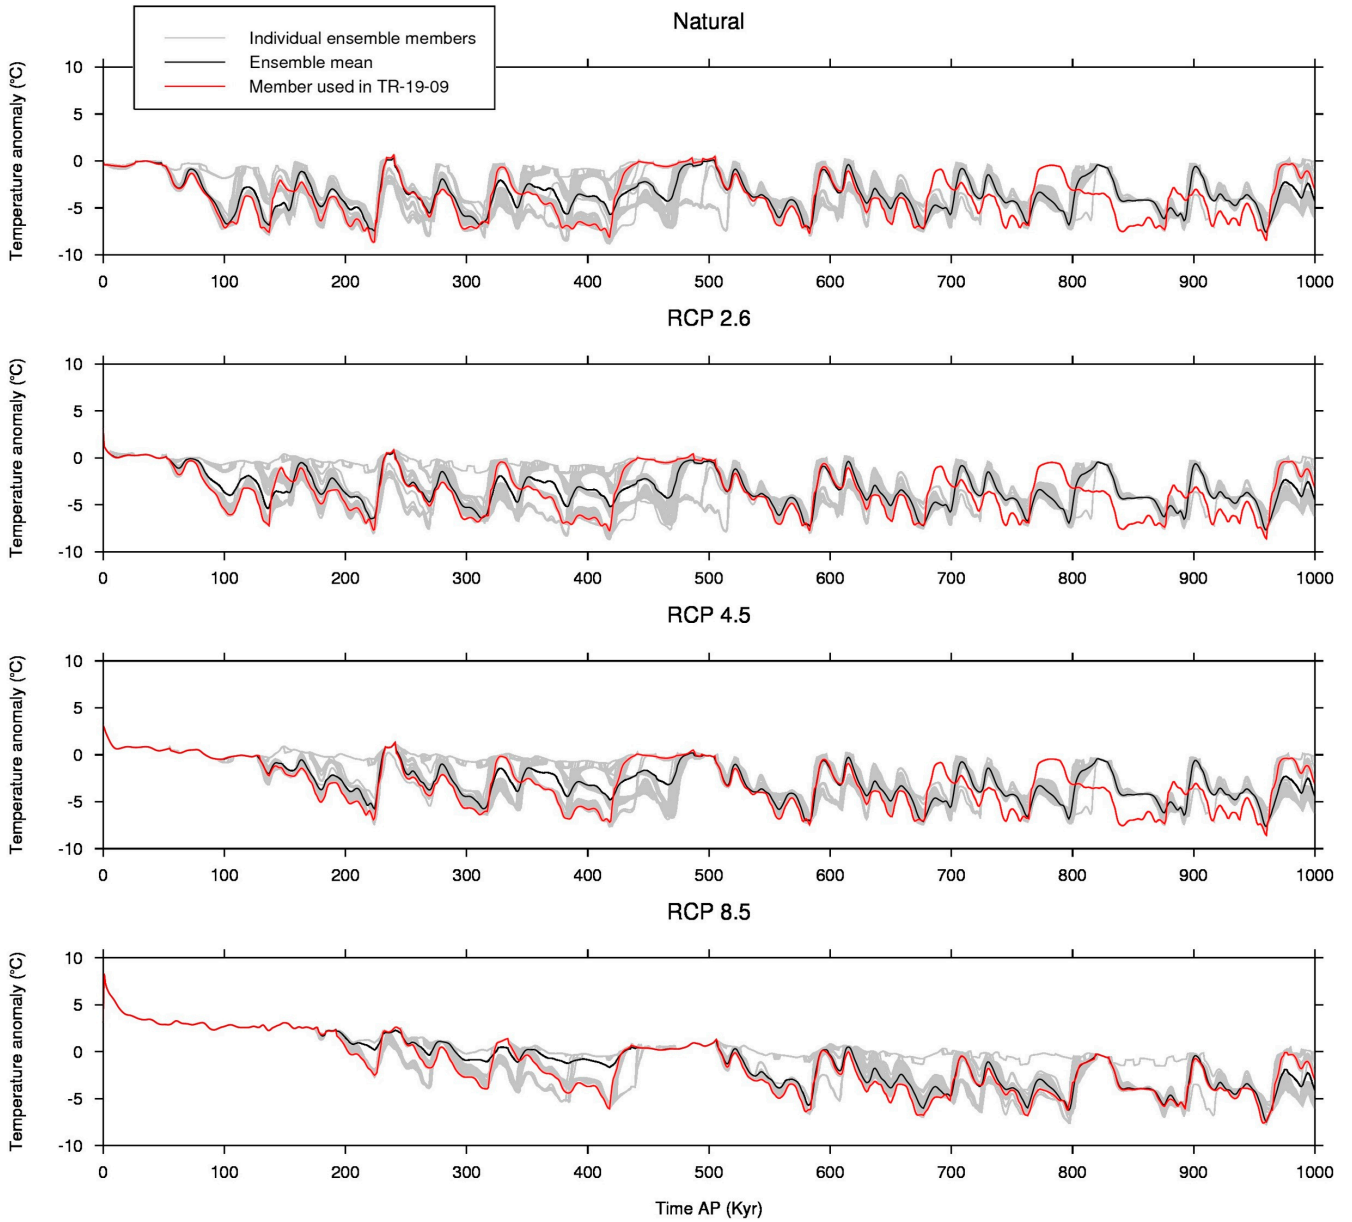 Natural
Individual ensemble members
Ensemble mean
Member used in TR-19-09
Temperature anomaly (°C)
10
5
0
-5
-10
0 100 200 300 400 500 600 700 800 900 1000
RCP 2.6
Temperature anomaly (°C)
10
5
0
-5
-10
0 100 200 300 400 500 600 700 800 900 1000
RCP 4.5
Temperature anomaly (°C)
10
5
0
-5
-10
0 100 200 300 400 500 600 700 800 900 1000
RCP 8.5
Temperature anomaly (°C)
10
5
0
-5
-10
0 100 200 300 400 500 600 700 800 900 1000
Time AP (Kyr)